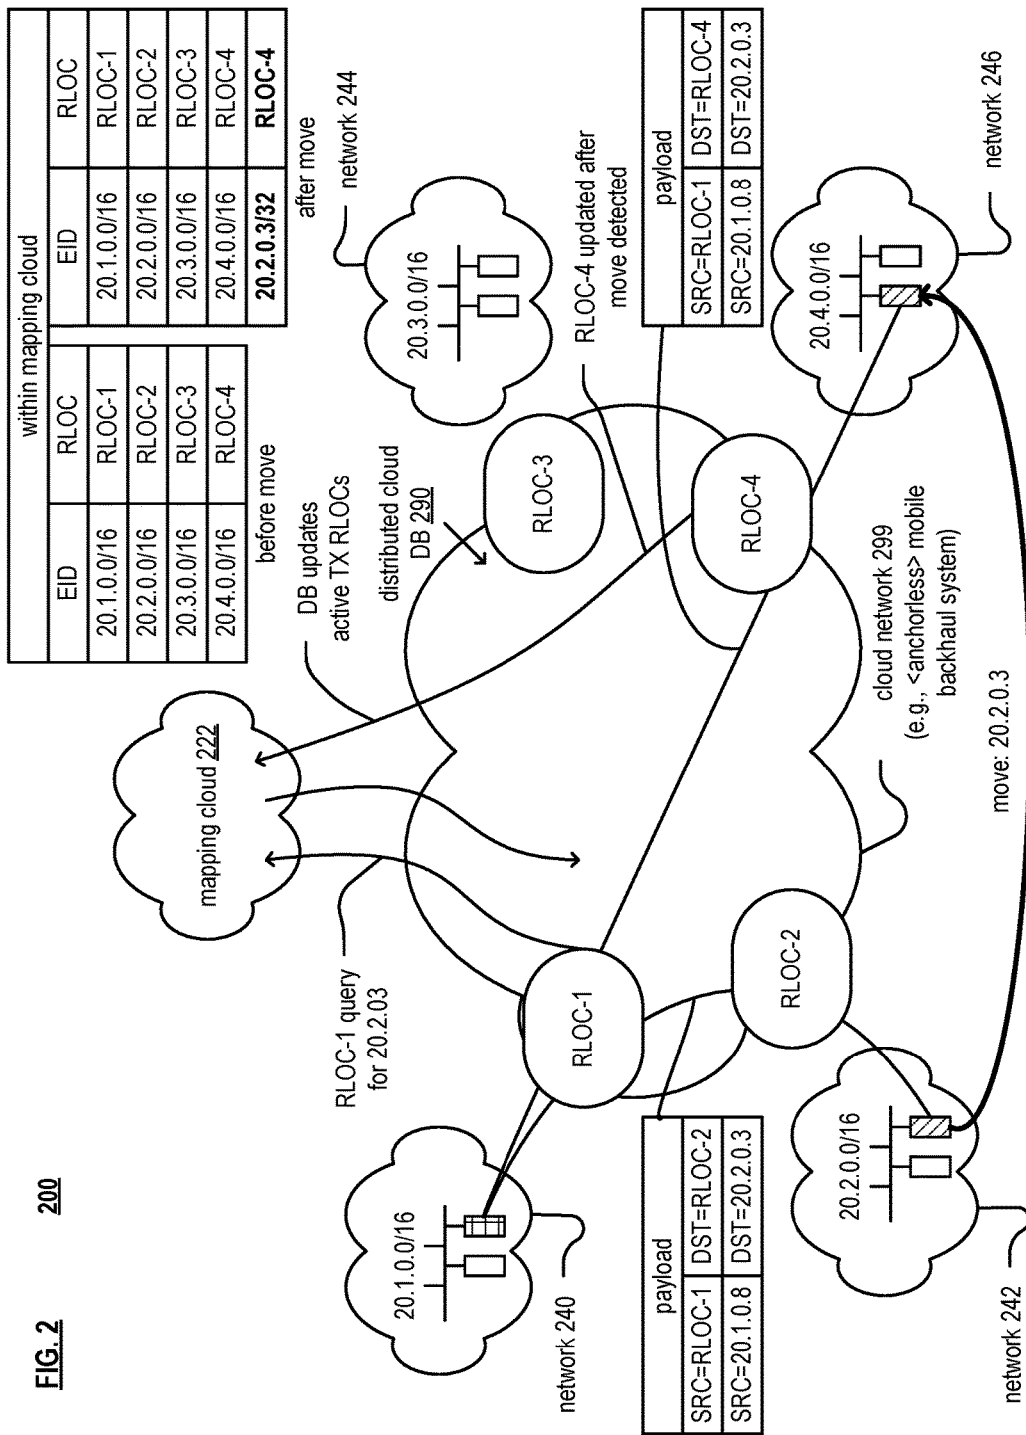 FIG. 2
200
within mapping cloud
EID RLOC
20.1.0.0/16 RLOC-1
20.2.0.0/16 RLOC-2
20.3.0.0/16 RLOC-3
20.4.0.0/16 RLOC-4
before move
EID RLOC
20.1.0.0/16 RLOC-1
20.2.0.0/16 RLOC-2
20.3.0.0/16 RLOC-3
20.4.0.0/16 RLOC-4
20.2.0.3/32 RLOC-4
after move
mapping cloud 222
DB updates
active TX RLOCs
RLOC-1 query
for 20.2.03
distributed cloud
DB 290
network 244
20.3.0.0/16
RLOC-3
20.1.0.0/16
network 240
RLOC-1
RLOC-4 updated after
move detected
payload
SRC=RLOC-1 DST=RLOC-2
SRC=20.1.0.8 DST=20.2.0.3
payload
SRC=RLOC-1 DST=RLOC-4
SRC=20.1.0.8 DST=20.2.0.3
RLOC-2
RLOC-4
20.2.0.0/16
network 242
cloud network 299
(e.g., <anchorless> mobile
backhaul system)
20.4.0.0/16
network 246
move: 20.2.0.3